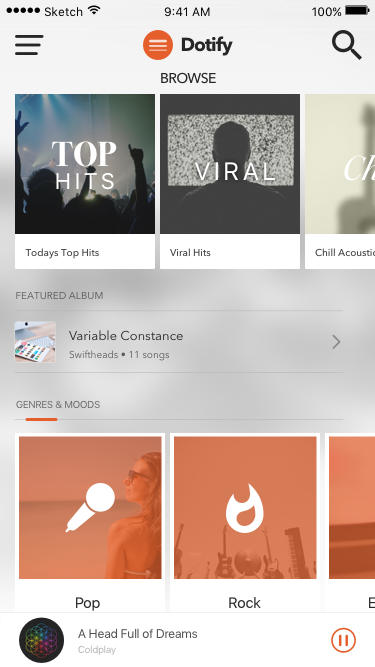 Sketch 9:41 AM 100%
Dotify
BROWSE
TOP
HITS
VIRAL
Ch
Todays Top Hits
Viral Hits
Chill Acoustic
FEATURED ALBUM
Variable Constance
Swiftheads • 11 songs
GENRES & MOODS
Pop
Rock
E
A Head Full of Dreams
Coldplay